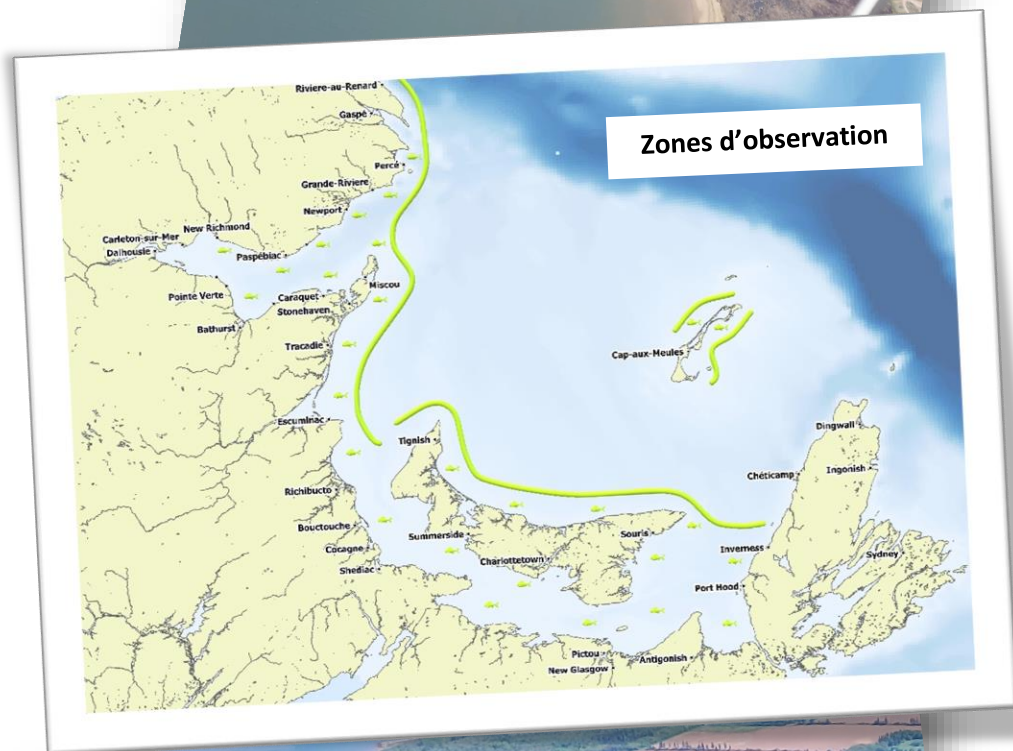 Riviere-au-Renard
Gaspé
Zones d'observation
Percé
Grande-Riviere
Newport
New Richmond
Carleton-sur-Mer
Dalhousie
Paspébiac
Miscou
Pointe Verte
Caraquet
Stonehaven
Bathurst
Tracadie
Cap-aux-Meules
Escuminac
Tignish
Dingwall
Chéticamp
Ingonish
Richibucto
Bouctouche
Summerside
Souris
Cocagne
Inverness
Sydney
Charlottetown
Shediac
Port Hood
Pictou
Antigonish
New Glasgow